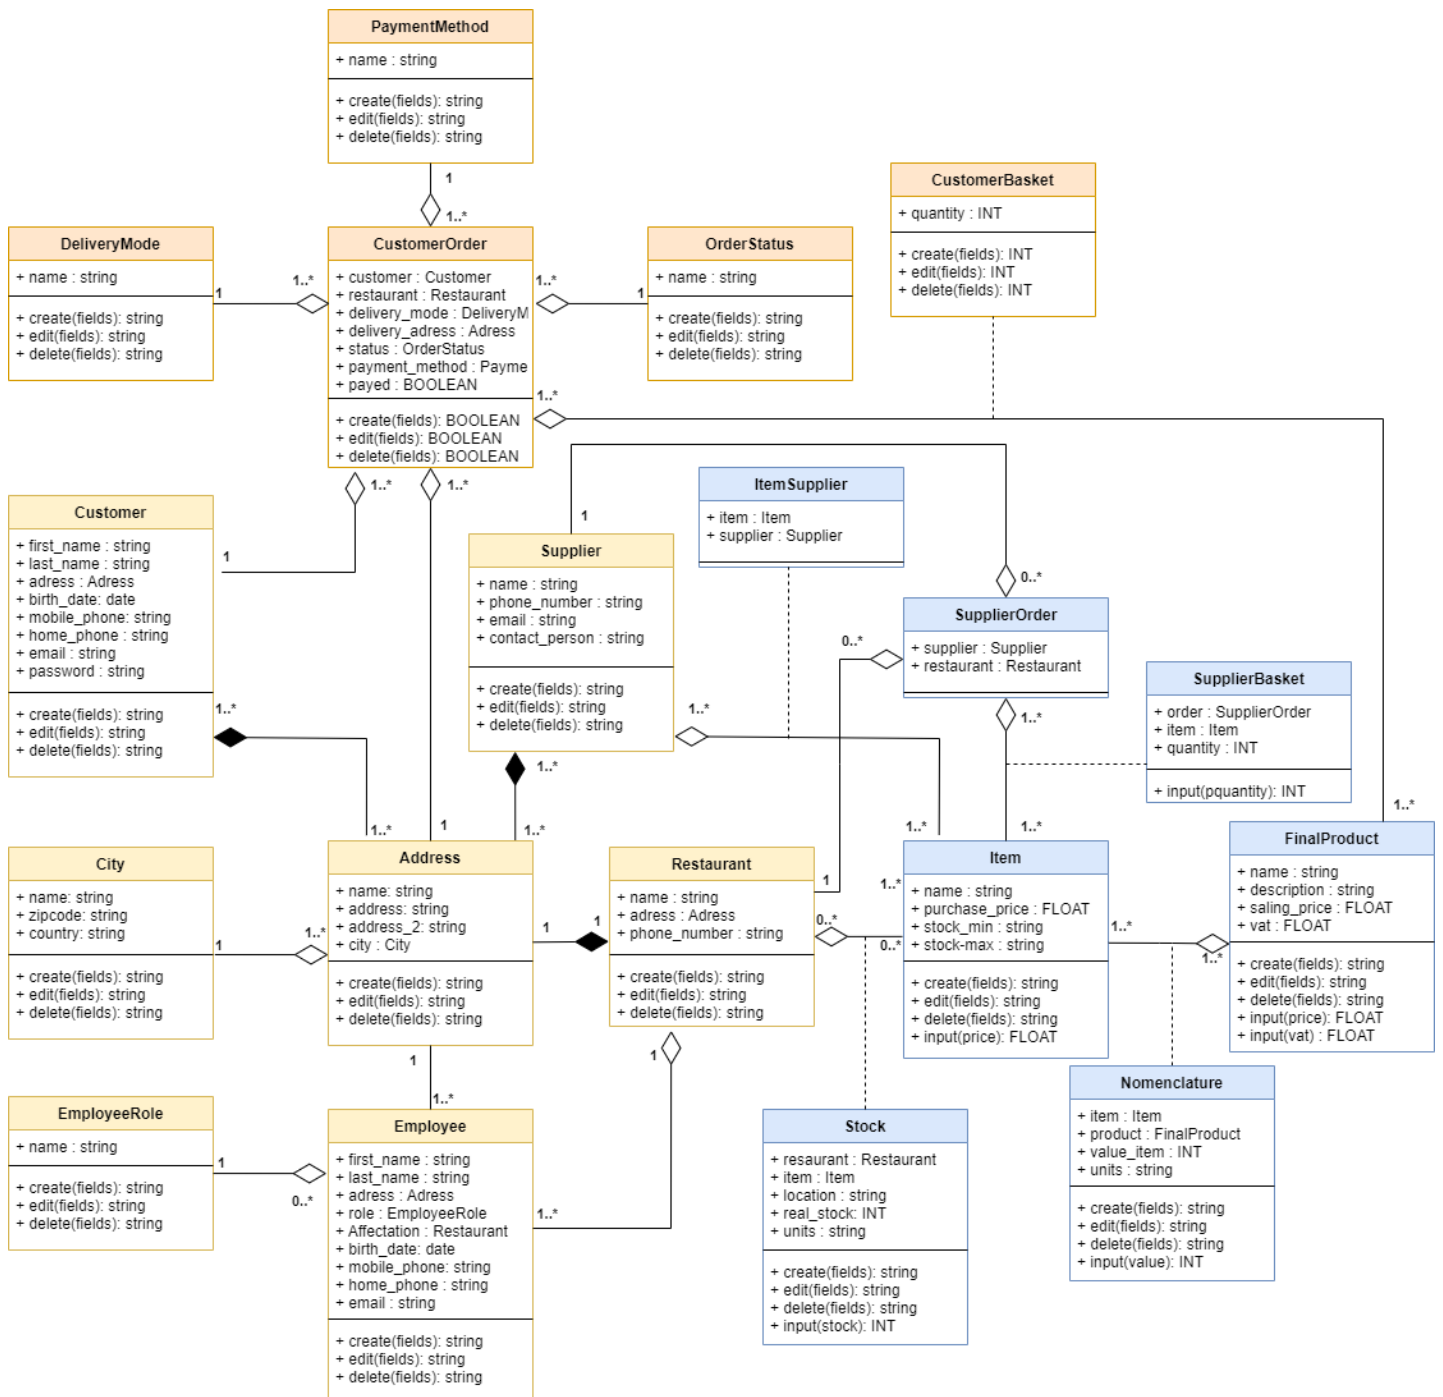 PaymentMethod
+ name : string
+ create(fields): string
+ edit(fields): string
+ delete(fields): string
1
1..*
CustomerBasket
+ quantity : INT
+ create(fields): INT
+ edit(fields): INT
+ delete(fields): INT
DeliveryMode
+ name : string
+ create(fields): string
+ edit(fields): string
+ delete(fields): string
1
1..*
CustomerOrder
+ customer : Customer
+ restaurant : Restaurant
+ delivery_mode : DeliveryM
+ delivery_adress : Adress
+ status : OrderStatus
+ payment_method : Payme
+ payed : BOOLEAN
+ create(fields): BOOLEAN
+ edit(fields): BOOLEAN
+ delete(fields): BOOLEAN
1..*
1
OrderStatus
+ name : string
+ create(fields): string
+ edit(fields): string
+ delete(fields): string
1..*
1..*
1..*
1..*
Customer
+ first_name : string
+ last_name : string
+ adress : Adress
+ birth_date: date
+ mobile_phone: string
+ home_phone : string
+ email : string
+ password : string
+ create(fields): string
+ edit(fields): string
+ delete(fields): string
1
1..*
1..*
1
Supplier
+ name : string
+ phone_number : string
+ email : string
+ contact_person : string
+ create(fields): string
+ edit(fields): string
+ delete(fields): string
1
1..*
1..*
1..*
1..*
ItemSupplier
+ item : Item
+ supplier : Supplier
0..*
SupplierOrder
+ supplier : Supplier
+ restaurant : Restaurant
0..*
1..*
1..*
SupplierBasket
+ order : SupplierOrder
+ item : Item
+ quantity : INT
+ input(pquantity): INT
City
+ name: string
+ zipcode: string
+ country: string
+ create(fields): string
+ edit(fields): string
+ delete(fields): string
1
1..*
Address
+ name: string
+ address: string
+ address_2: string
+ city : City
+ create(fields): string
+ edit(fields): string
+ delete(fields): string
1
1
Restaurant
+ name : string
+ adress : Adress
+ phone_number : string
+ create(fields): string
+ edit(fields): string
+ delete(fields): string
1
0..*
1..*
0..*
Item
+ name : string
+ purchase_price : FLOAT
+ stock_min : string
+ stock-max : string
+ create(fields): string
+ edit(fields): string
+ delete(fields): string
+ input(price): FLOAT
1..*
1..*
FinalProduct
+ name : string
+ description : string
+ saling_price : FLOAT
+ vat : FLOAT
+ create(fields): string
+ edit(fields): string
+ delete(fields): string
+ input(price): FLOAT
+ input(vat) : FLOAT
1
1..*
1
1..*
EmployeeRole
+ name : string
+ create(fields): string
+ edit(fields): string
+ delete(fields): string
1
0..*
Employee
+ first_name : string
+ last_name : string
+ adress : Adress
+ role : EmployeeRole
+ Affectation : Restaurant
+ birth_date: date
+ mobile_phone: string
+ home_phone : string
+ email : string
+ create(fields): string
+ edit(fields): string
+ delete(fields): string
Stock
+ resaurant : Restaurant
+ item : Item
+ location : string
+ real_stock: INT
+ units : string
+ create(fields): string
+ edit(fields): string
+ delete(fields): string
+ input(stock): INT
Nomenclature
+ item : Item
+ product : FinalProduct
+ value_item : INT
+ units : string
+ create(fields): string
+ edit(fields): string
+ delete(fields): string
+ input(value): INT